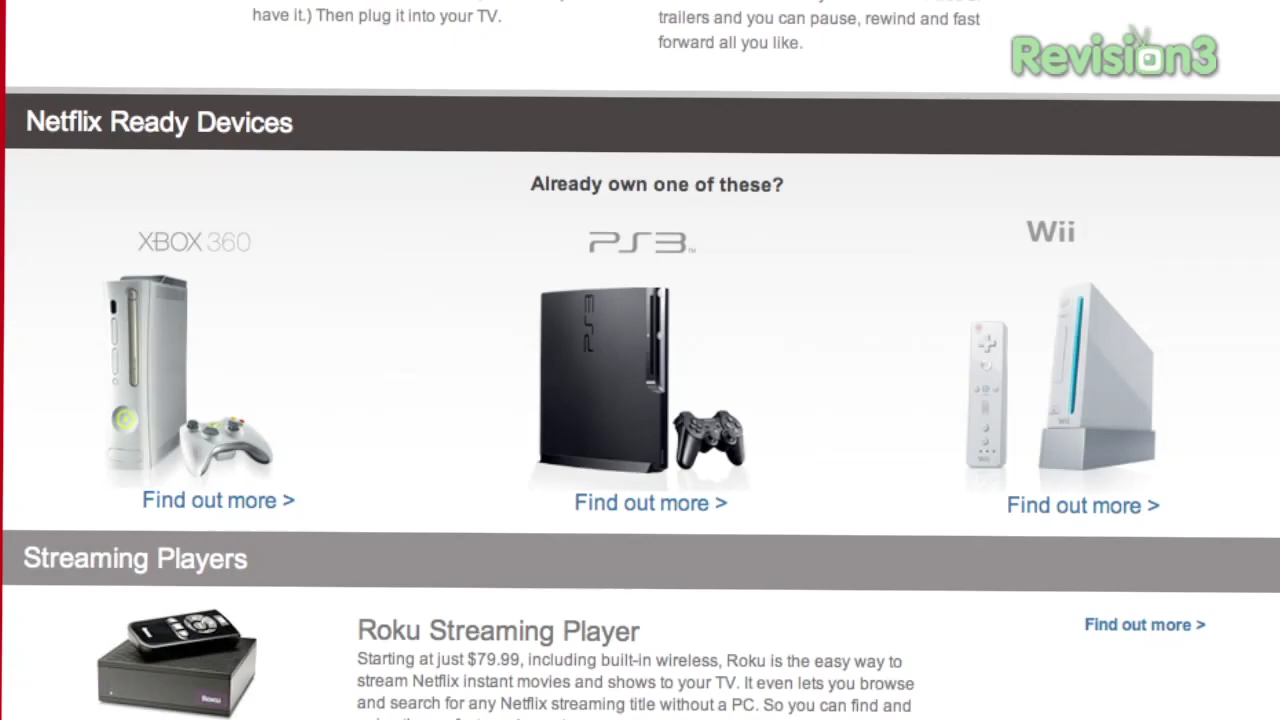 have it.) Then plug it into your TV.
trailers and you can pause, rewind and fast
forward all you like.
Revision3
Netflix Ready Devices
Already own one of these?
XBOX 360
PS3™
Wii
PS3
Wii
Wii
Find out more >
Find out more >
Find out more >
Streaming Players
Roku Streaming Player
Find out more >
Starting at just $79.99, including built-in wireless, Roku is the easy way to
stream Netflix instant movies and shows to your TV. It even lets you browse
and search for any Netflix streaming title without a PC. So you can find and
Roku